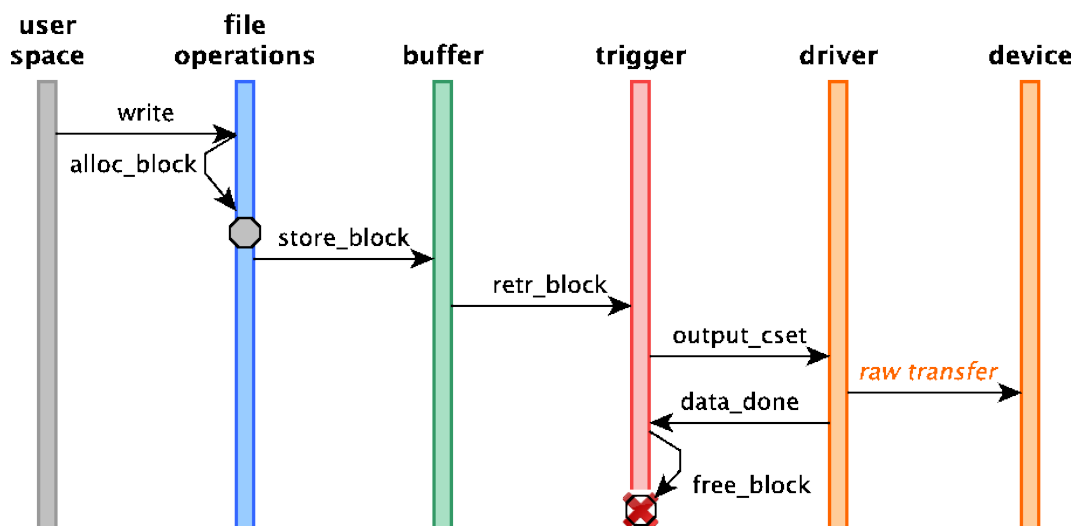 user
space
file
operations
buffer
trigger
driver
device
write
alloc_block
store_block
retr_block
output_cset
raw transfer
data_done
free_block